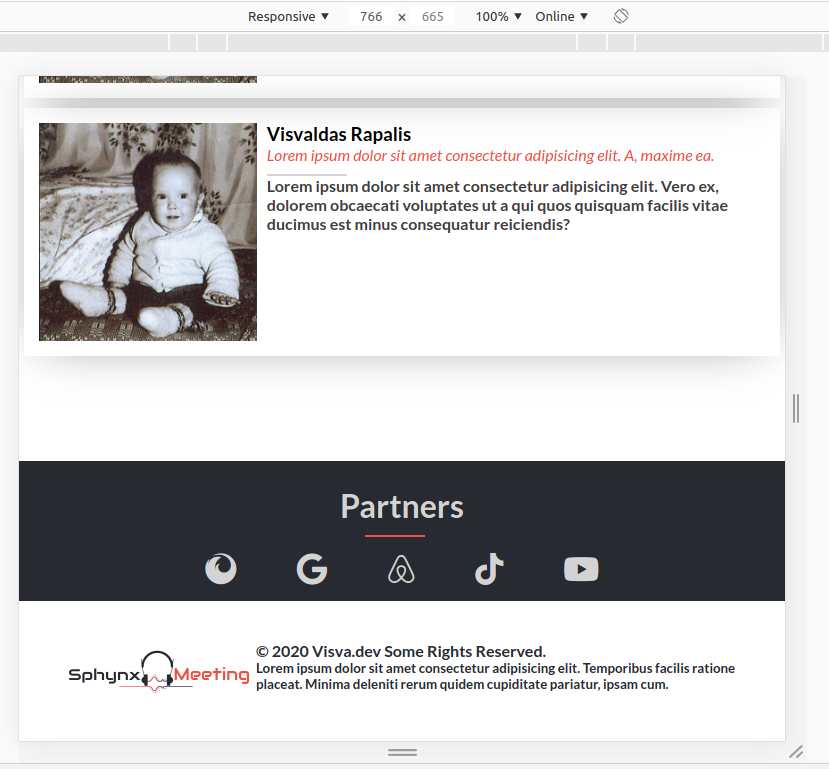 Responsive ▼ 766 × 665 100% ▼ Online ▼
Visvaldas Rapalis
Lorem ipsum dolor sit amet consectetur adipisicing elit. A, maxime ea.
Lorem ipsum dolor sit amet consectetur adipisicing elit. Vero ex,
dolorem obcaecati voluptates ut a qui quos quisquam facilis vitae
ducimus est minus consequatur reiciendis?
Partners
SphynxMeeting
© 2020 Visva.dev Some Rights Reserved.
Lorem ipsum dolor sit amet consectetur adipisicing elit. Temporibus facilis ratione
placeat. Minima deleniti rerum quidem cupiditate pariatur, ipsam cum.